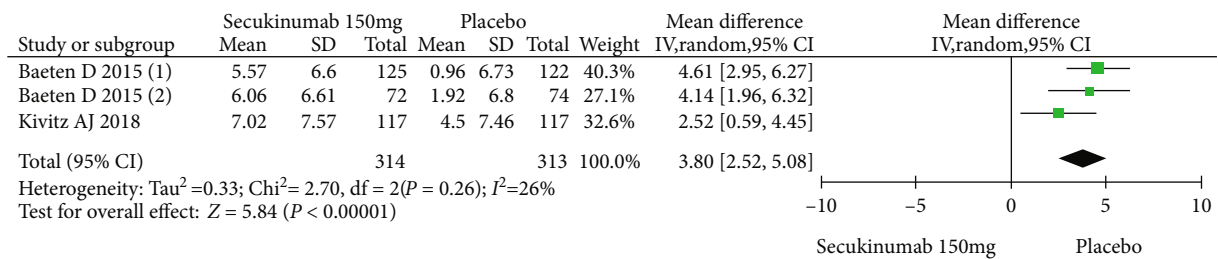 Secukinumab 150mg Placebo Mean difference Mean difference
Study or subgroup Mean SD Total Mean SD Total Weight IV,random,95% CI IV,random,95% CI
Baeten D 2015 (1) 5.57 6.6 125 0.96 6.73 122 40.3% 4.61 [2.95, 6.27]
Baeten D 2015 (2) 6.06 6.61 72 1.92 6.8 74 27.1% 4.14 [1.96, 6.32]
Kivitz AJ 2018 7.02 7.57 117 4.5 7.46 117 32.6% 2.52 [0.59, 4.45]
Total (95% CI) 314 313 100.0% 3.80 [2.52, 5.08]
Heterogeneity: Tau² =0.33; Chi²= 2.70, df = 2(P = 0.26); I²=26%
Test for overall effect: Z = 5.84 (P < 0.00001)
–10 –5 0 5 10
Secukinumab 150mg Placebo